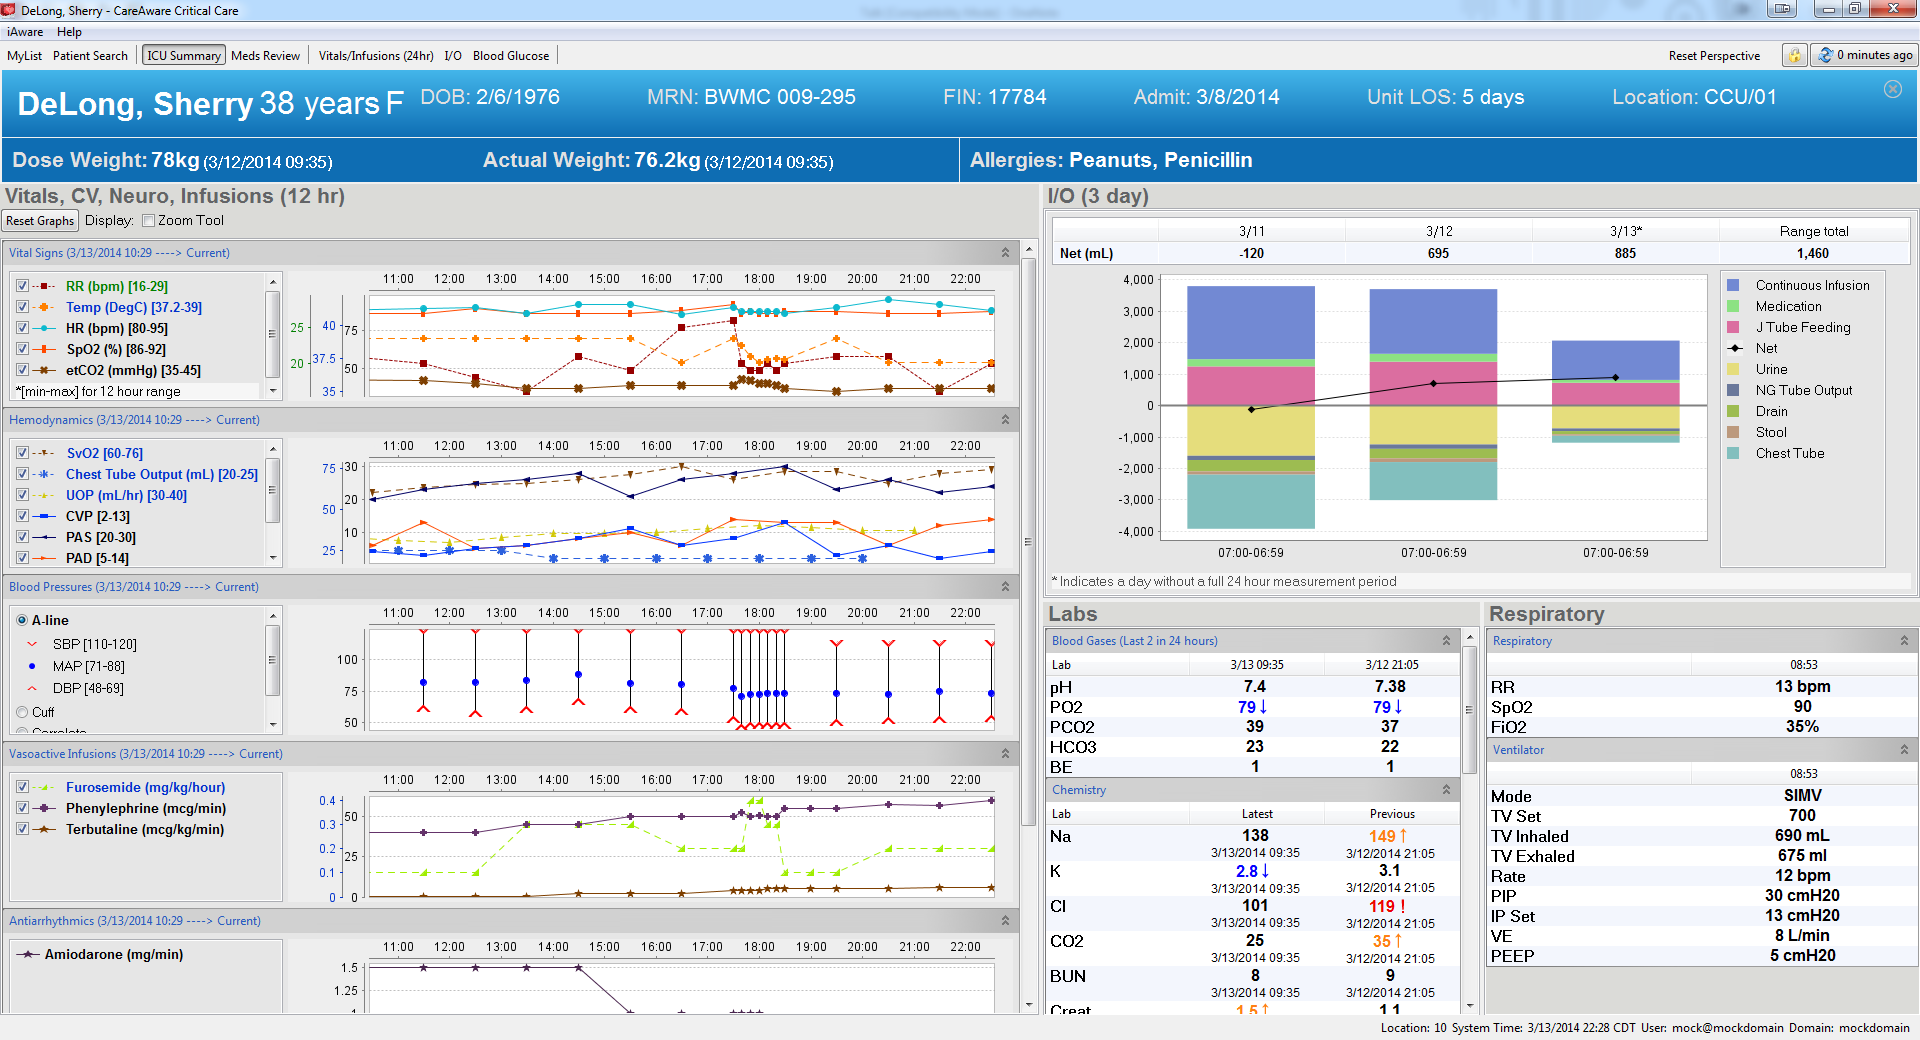 DeLong, Sherry - CareAware Critical Care
iAware Help
MyList Patient Search ICU Summary Meds Review Vitals/Infusions (24hr) I/O Blood Glucose Reset Perspective 0 minutes ago
DeLong, Sherry 38 years F DOB: 2/6/1976 MRN: BWMC 009-295 FIN: 17784 Admit: 3/8/2014 Unit LOS: 5 days Location: CCU/01
Dose Weight: 78kg (3/12/2014 09:35) Actual Weight: 76.2kg (3/12/2014 09:35) Allergies: Peanuts, Penicillin
Vitals, CV, Neuro, Infusions (12 hr)
Reset Graphs Display: Zoom Tool
Vital Signs (3/13/2014 10:29 ----> Current)
11:00 12:00 13:00 14:00 15:00 16:00 17:00 18:00 19:00 20:00 21:00 22:00
RR (bpm) [16-29]
Temp (DegC) [37.2-39]
HR (bpm) [80-95]
SpO2 (%) [86-92]
etCO2 (mmHg) [35-45]
*[min-max] for 12 hour range
25 40 75
20 37.5 50
35
Hemodynamics (3/13/2014 10:29 ----> Current)
11:00 12:00 13:00 14:00 15:00 16:00 17:00 18:00 19:00 20:00 21:00 22:00
SvO2 [60-76]
Chest Tube Output (mL) [20-25]
UOP (mL/hr) [30-40]
CVP [2-13]
PAS [20-30]
PAD [5-14]
75 30
20
50
10
25
Blood Pressures (3/13/2014 10:29 ----> Current)
11:00 12:00 13:00 14:00 15:00 16:00 17:00 18:00 19:00 20:00 21:00 22:00
A-line
SBP [110-120]
MAP [71-88]
DBP [48-69]
Cuff
100
75
50
Vasoactive Infusions (3/13/2014 10:29 ----> Current)
11:00 12:00 13:00 14:00 15:00 16:00 17:00 18:00 19:00 20:00 21:00 22:00
Furosemide (mg/kg/hour)
Phenylephrine (mcg/min)
Terbutaline (mcg/kg/min)
0.4 50
0.3
0.2 25
0.1
0 0
Antiarrhythmics (3/13/2014 10:29 ----> Current)
11:00 12:00 13:00 14:00 15:00 16:00 17:00 18:00 19:00 20:00 21:00 22:00
Amiodarone (mg/min)
1.5
1.25
I/O (3 day)
3/11 3/12 3/13* Range total
Net (mL) -120 695 885 1,460
4,000
3,000
2,000
1,000
0
-1,000
-2,000
-3,000
-4,000
07:00-06:59 07:00-06:59 07:00-06:59
Continuous Infusion
Medication
J Tube Feeding
Net
Urine
NG Tube Output
Drain
Stool
Chest Tube
* Indicates a day without a full 24 hour measurement period
Labs
Blood Gases (Last 2 in 24 hours)
Lab 3/13 09:35 3/12 21:05
pH 7.4 7.38
PO2 79↓ 79↓
PCO2 39 37
HCO3 23 22
BE 1 1
Chemistry
Lab Latest Previous
Na 138 149↑
3/13/2014 09:35 3/12/2014 21:05
K 2.8↓ 3.1
3/13/2014 09:35 3/12/2014 21:05
Cl 101 119 !
3/13/2014 09:35 3/12/2014 21:05
CO2 25 35↑
3/13/2014 09:35 3/12/2014 21:05
BUN 8 9
3/13/2014 09:35 3/12/2014 21:05
Creat 1.5↑ 1.1
Respiratory
Respiratory
08:53
RR 13 bpm
SpO2 90
FiO2 35%
Ventilator
08:53
Mode SIMV
TV Set 700
TV Inhaled 690 mL
TV Exhaled 675 ml
Rate 12 bpm
PIP 30 cmH20
IP Set 13 cmH20
VE 8 L/min
PEEP 5 cmH20
Location: 10 System Time: 3/13/2014 22:28 CDT User: mock@mockdomain Domain: mockdomain